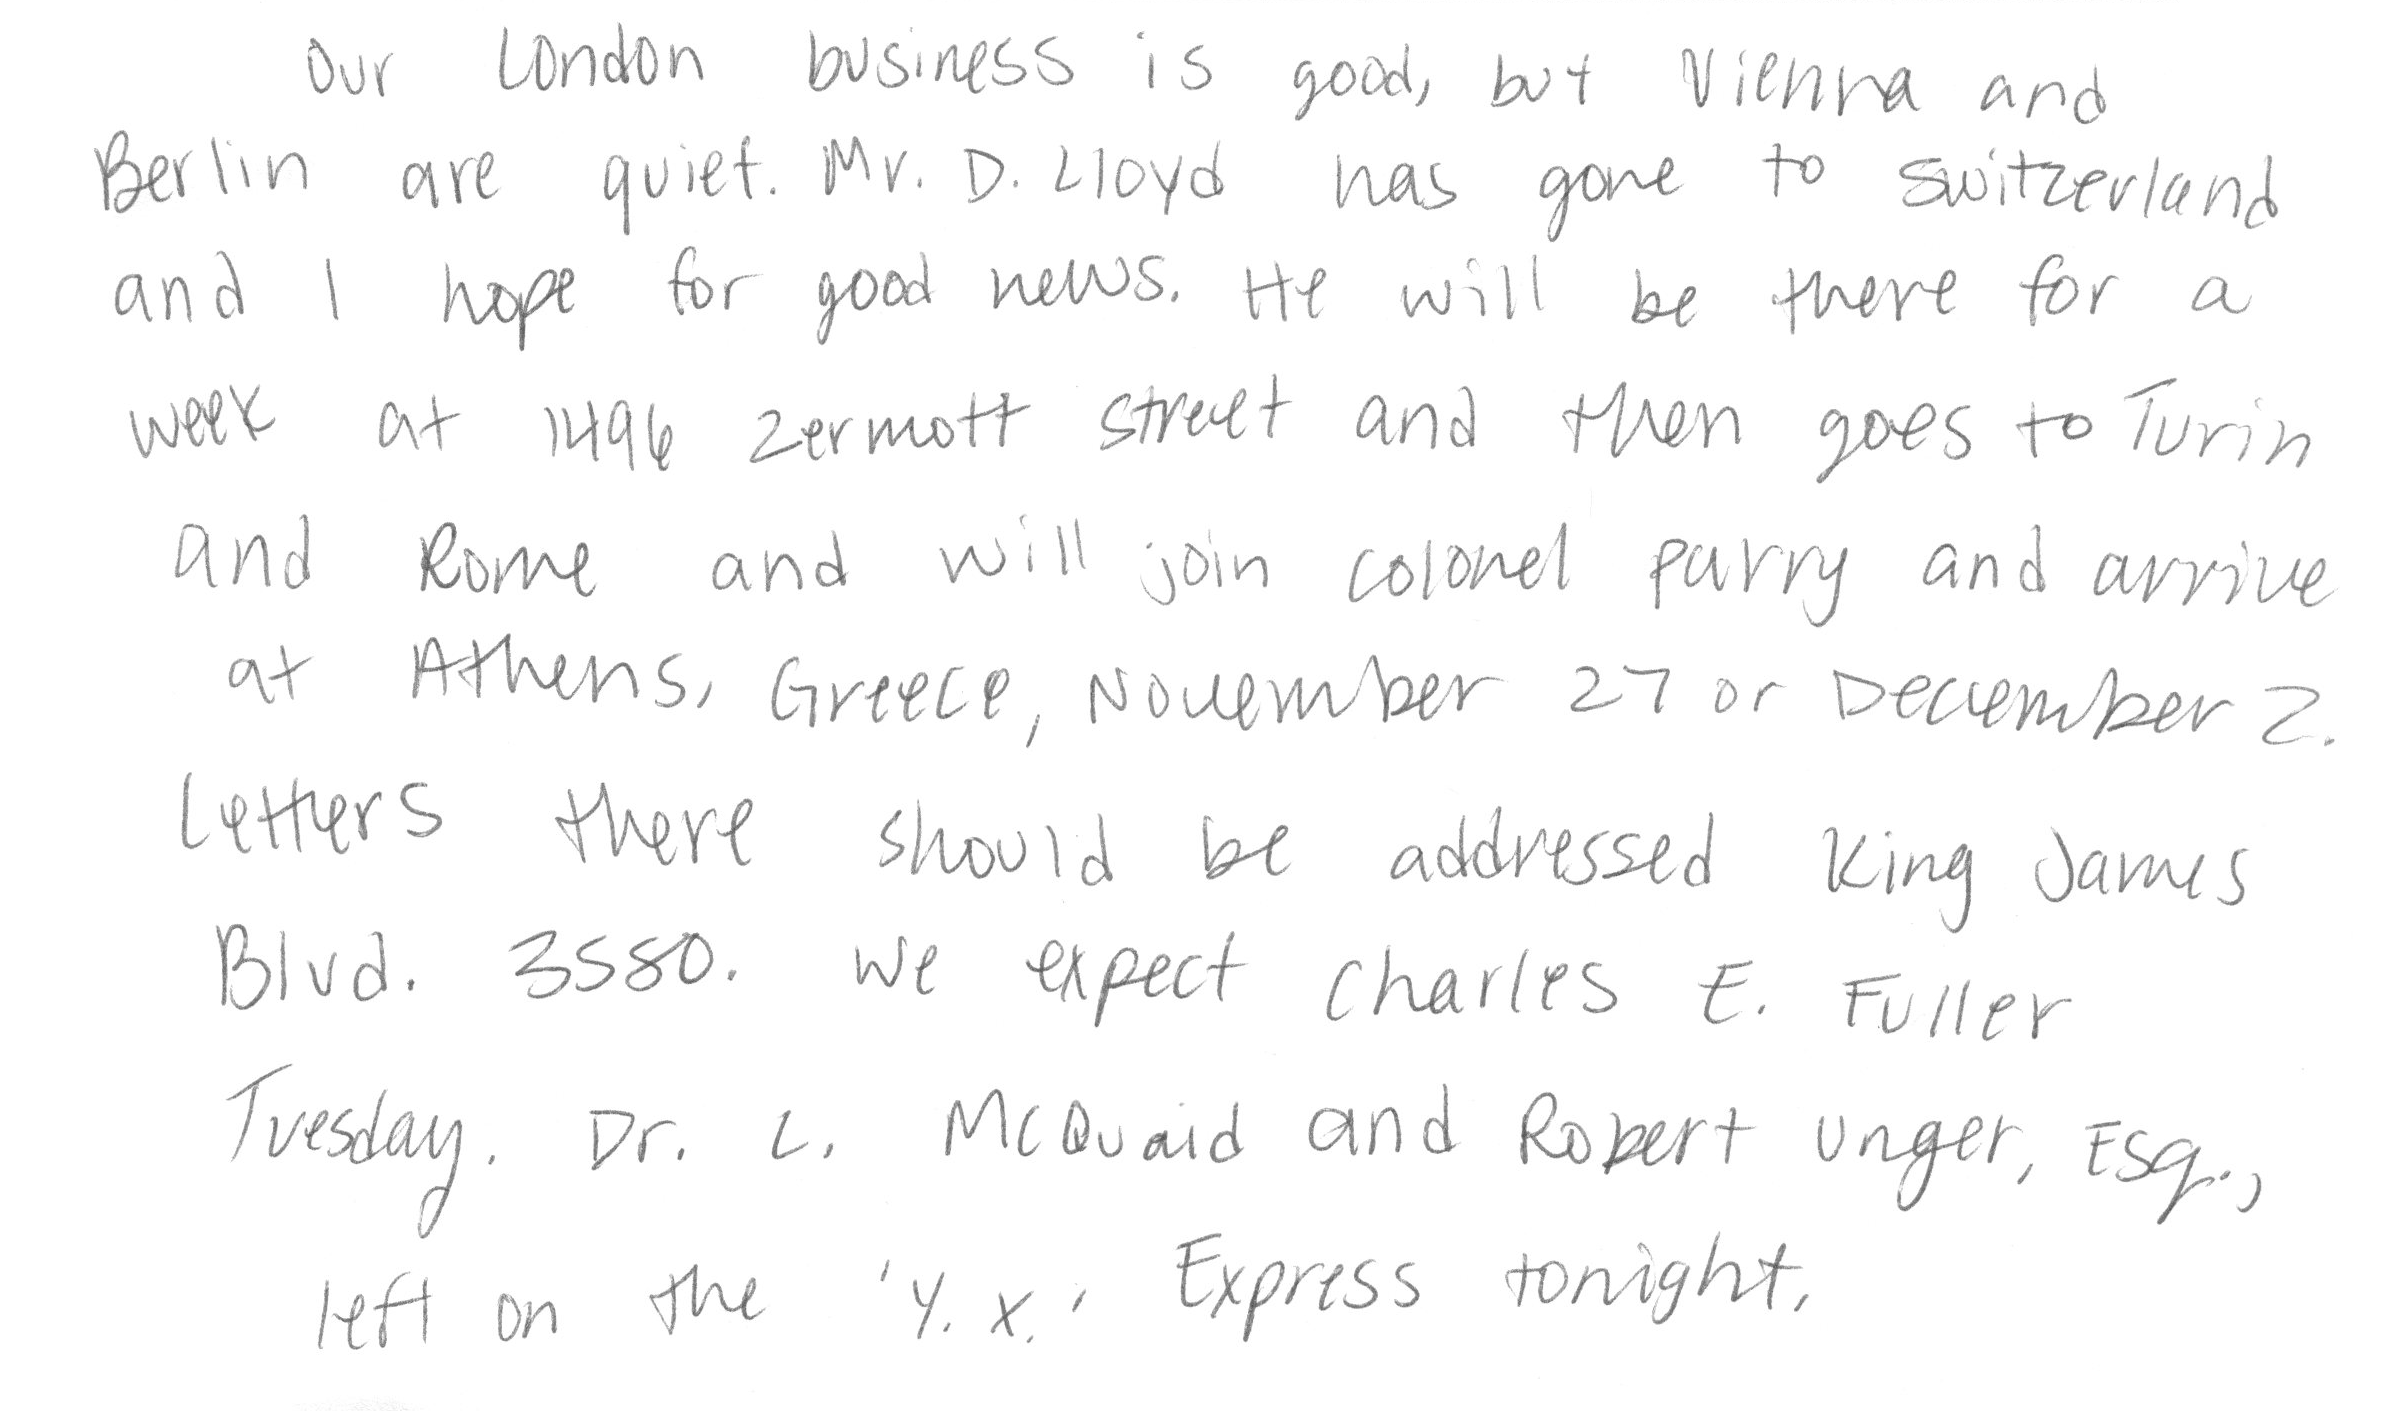 Our London business is good, but Vienna and
Berlin are quiet. Mr. D. Lloyd has gone to Switzerland
and I hope for good news. He will be there for a
week at 1496 Zermott street and then goes to Turin
and Rome and will join colonel parry and arrive
at Athens, Greece, November 27 or December 2.
Letters there should be addressed King James
Blvd. 3580. We expect Charles E. Fuller
Tuesday. Dr. L. McQuaid and Robert Unger, Esq.,
left on the 'Y. X.' Express tonight.